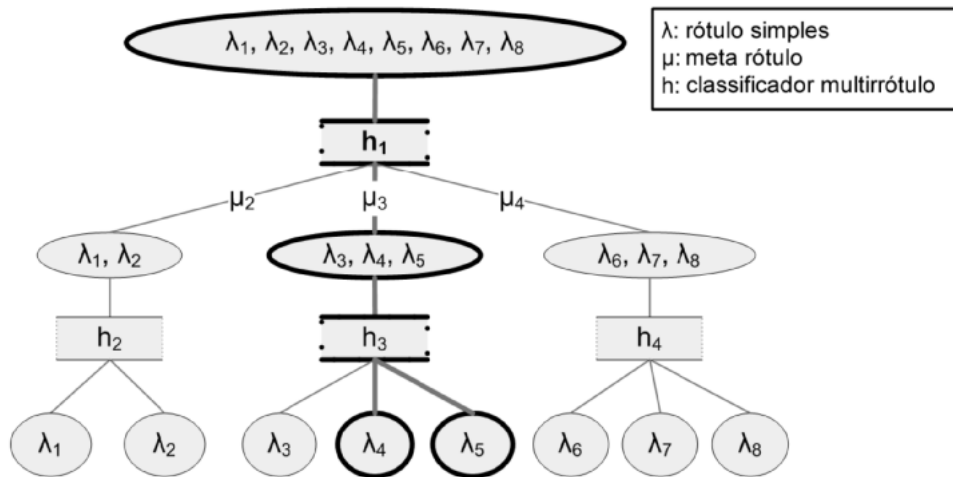 λ₁, λ₂, λ₃, λ₄, λ₅, λ₆, λ₇, λ₈
λ: rótulo simples
μ: meta rótulo
h: classificador multirrótulo
h₁
μ₂ μ₃ μ₄
λ₁, λ₂ λ₃, λ₄, λ₅ λ₆, λ₇, λ₈
h₂ h₃ h₄
λ₁ λ₂ λ₃ λ₄ λ₅ λ₆ λ₇ λ₈